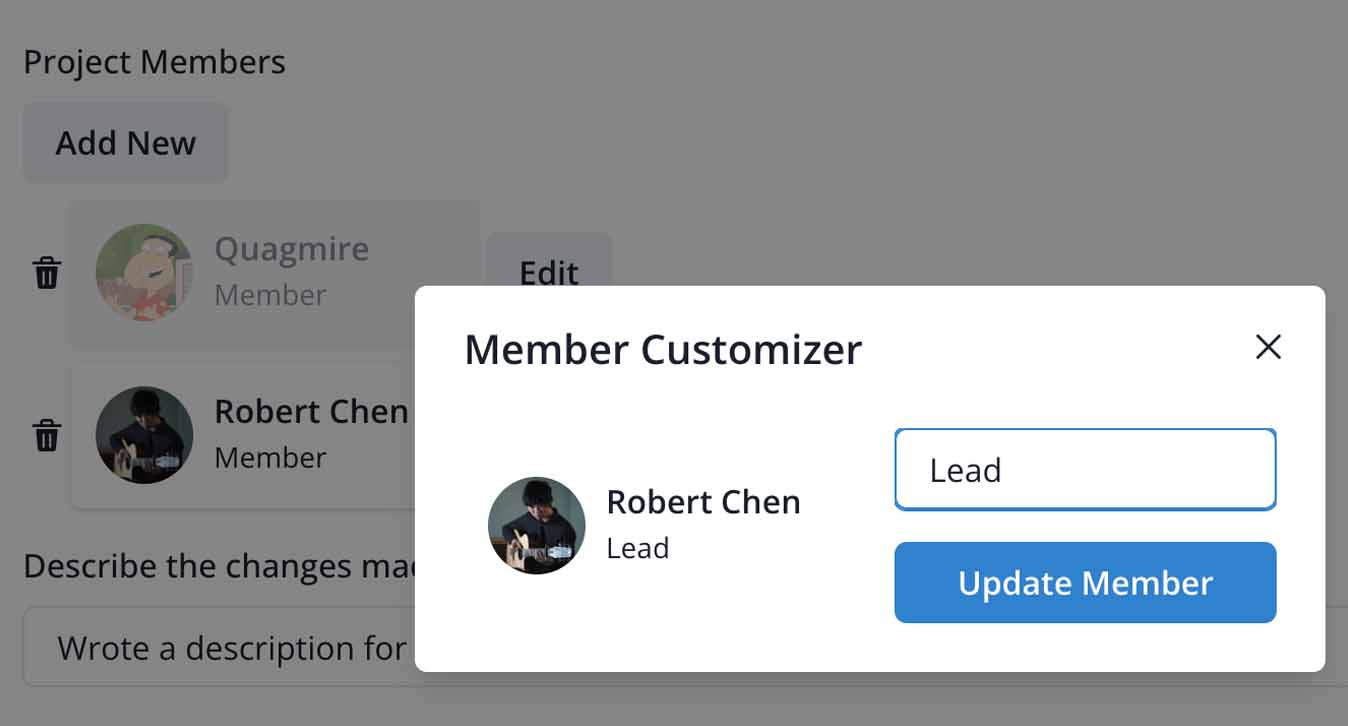 Project Members
Add New
Quagmire
Member
Edit
Robert Chen
Member
Member Customizer
Robert Chen
Lead
Lead
Update Member
Describe the changes
Wrote a description for